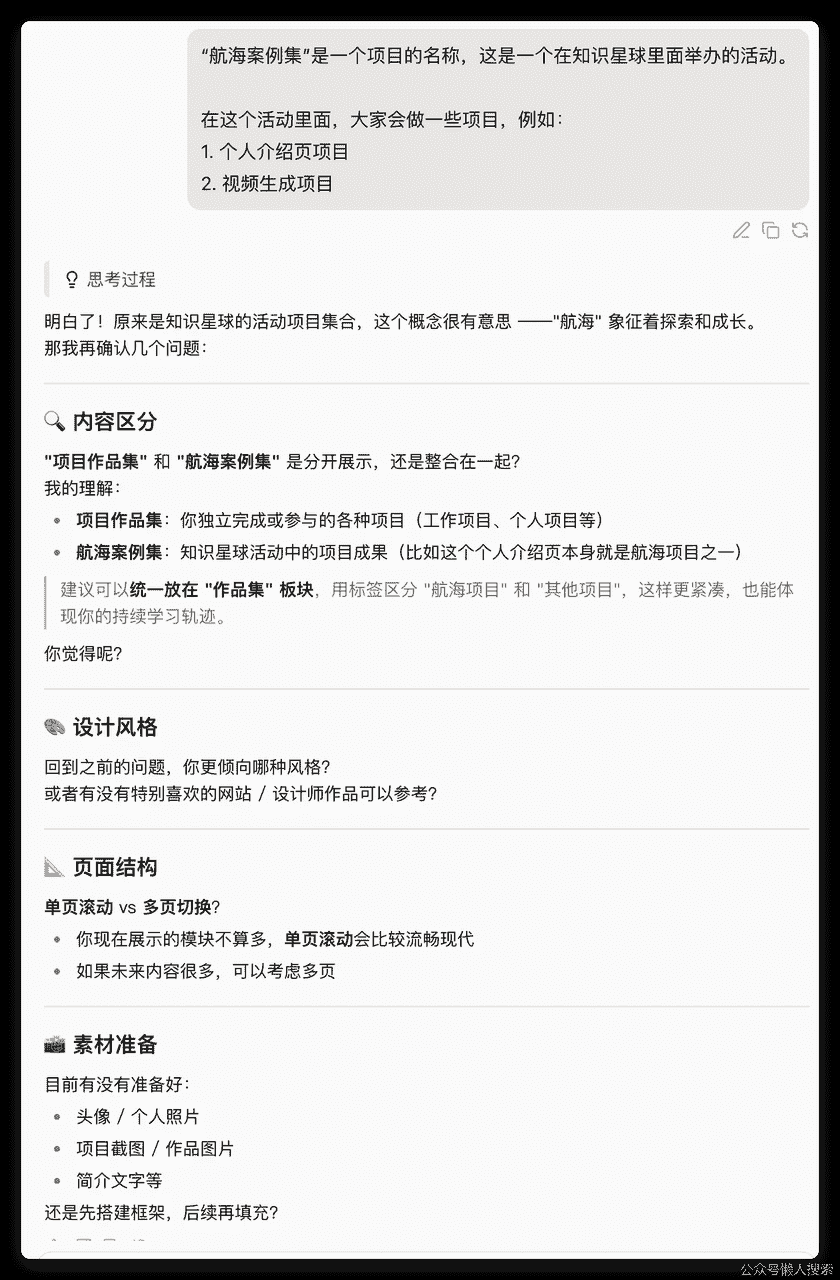 “航海案例集”是一个项目的名称，这是一个在知识星球里面举办的活动。
在这个活动里面，大家会做一些项目，例如：
1. 个人介绍页项目
2. 视频生成项目
思考过程
明白了！原来是知识星球的活动项目集合，这个概念很有意思 ——"航海" 象征着探索和成长。
那我再确认几个问题：
内容区分
"项目作品集" 和 "航海案例集" 是分开展示，还是整合在一起？
我的理解：
• 项目作品集：你独立完成或参与的各种项目（工作项目、个人项目等）
• 航海案例集：知识星球活动中的项目成果（比如这个个人介绍页本身就是航海项目之一）
建议可以统一放在 "作品集" 板块，用标签区分 "航海项目" 和 "其他项目"，这样更紧凑，也能体
现你的持续学习轨迹。
你觉得呢？
设计风格
回到之前的问题，你更倾向哪种风格？
或者有没有特别喜欢的网站 / 设计师作品可以参考？
页面结构
单页滚动 vs 多页切换？
• 你现在展示的模块不算多，单页滚动会比较流畅现代
• 如果未来内容很多，可以考虑多页
素材准备
目前有没有准备好：
• 头像 / 个人照片
• 项目截图 / 作品图片
• 简介文字等
还是先搭建框架，后续再填充？
公众号懒人搜索